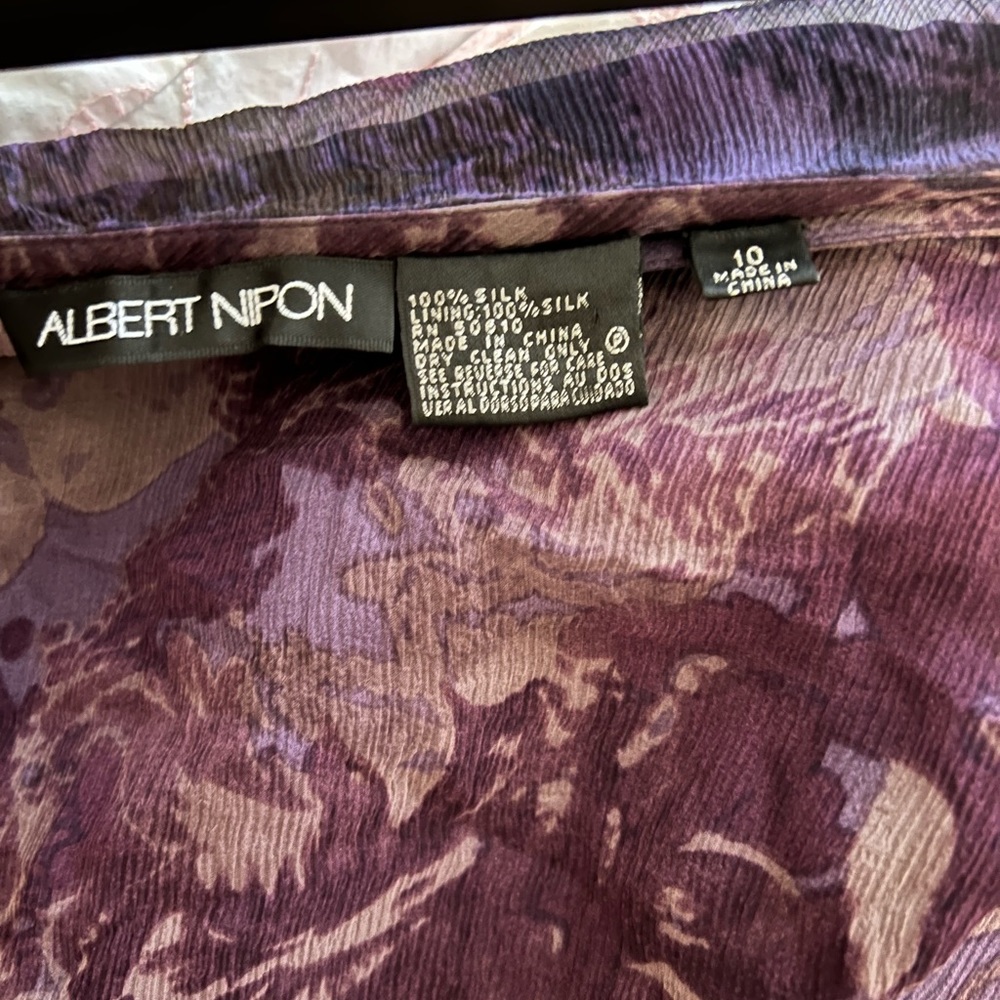 ALBERT NIPON
100% SILK
LINING:100% SILK
RN 50810
MADE IN CHINA
DRY CLEAN ONLY Ⓟ
SEE REVERSE FOR CARE
INSTRUCTIONS AU DOS
VER AL DORSO PARA CUIDAJO
10
MADE IN
CHINA